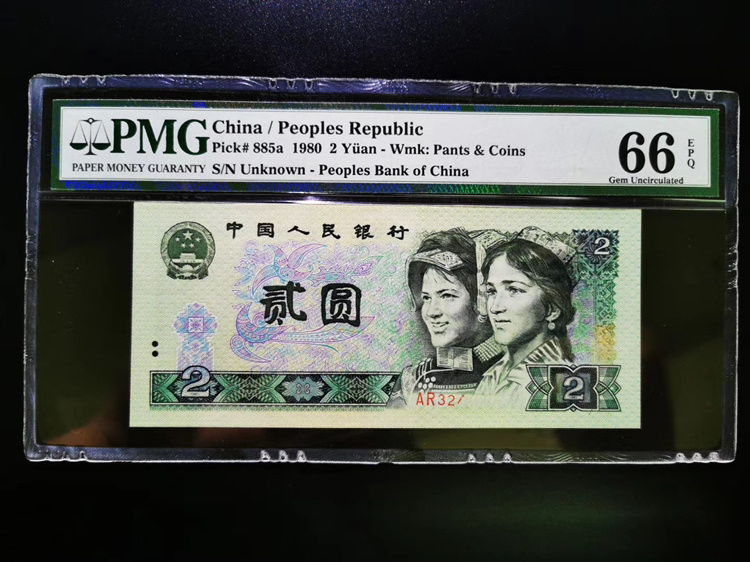 PMG
PAPER MONEY GUARANTY
China / Peoples Republic
Pick# 885a 1980 2 Yüan - Wmk: Pants & Coins
S/N Unknown - Peoples Bank of China
66 EPQ
Gem Uncirculated
中国人民银行
2
贰圆
2
AR32
2